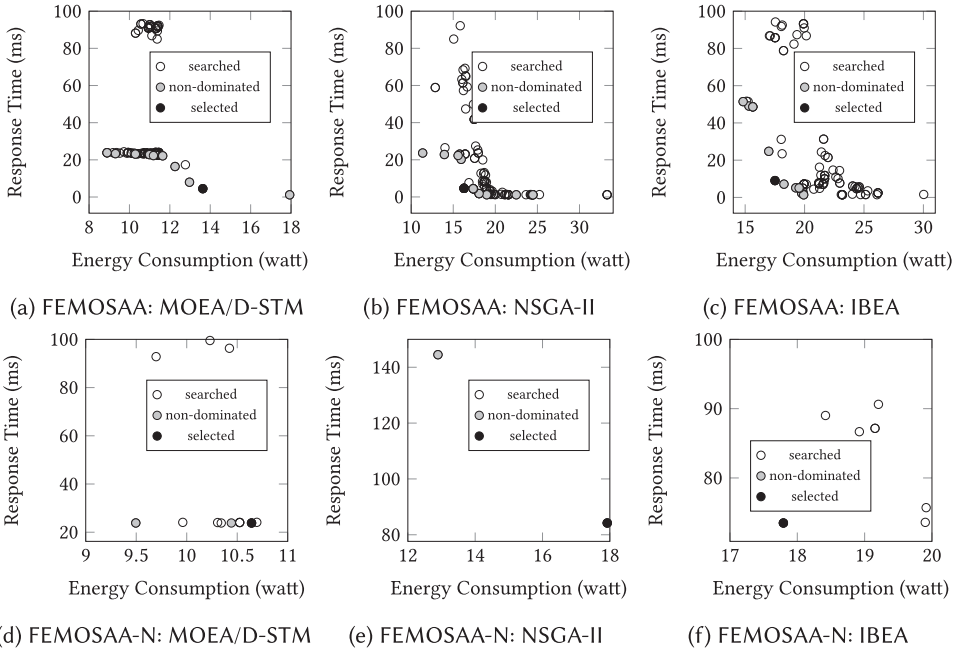 100
80
60
40
20
0
8
10
12
14
16
18
Response Time (ms)
Energy Consumption (watt)
searched
non-dominated
selected
(a) FEMOSAA: MOEA/D-STM
100
80
60
40
20
0
10
15
20
25
30
Response Time (ms)
Energy Consumption (watt)
searched
non-dominated
selected
(b) FEMOSAA: NSGA-II
100
80
60
40
20
0
15
20
25
30
Response Time (ms)
Energy Consumption (watt)
searched
non-dominated
selected
(c) FEMOSAA: IBEA
100
80
60
40
20
9
9.5
10
10.5
11
Response Time (ms)
Energy Consumption (watt)
searched
non-dominated
selected
(d) FEMOSAA-N: MOEA/D-STM
140
120
100
80
12
14
16
18
Response Time (ms)
Energy Consumption (watt)
searched
non-dominated
selected
(e) FEMOSAA-N: NSGA-II
100
90
80
17
18
19
20
Response Time (ms)
Energy Consumption (watt)
searched
non-dominated
selected
(f) FEMOSAA-N: IBEA